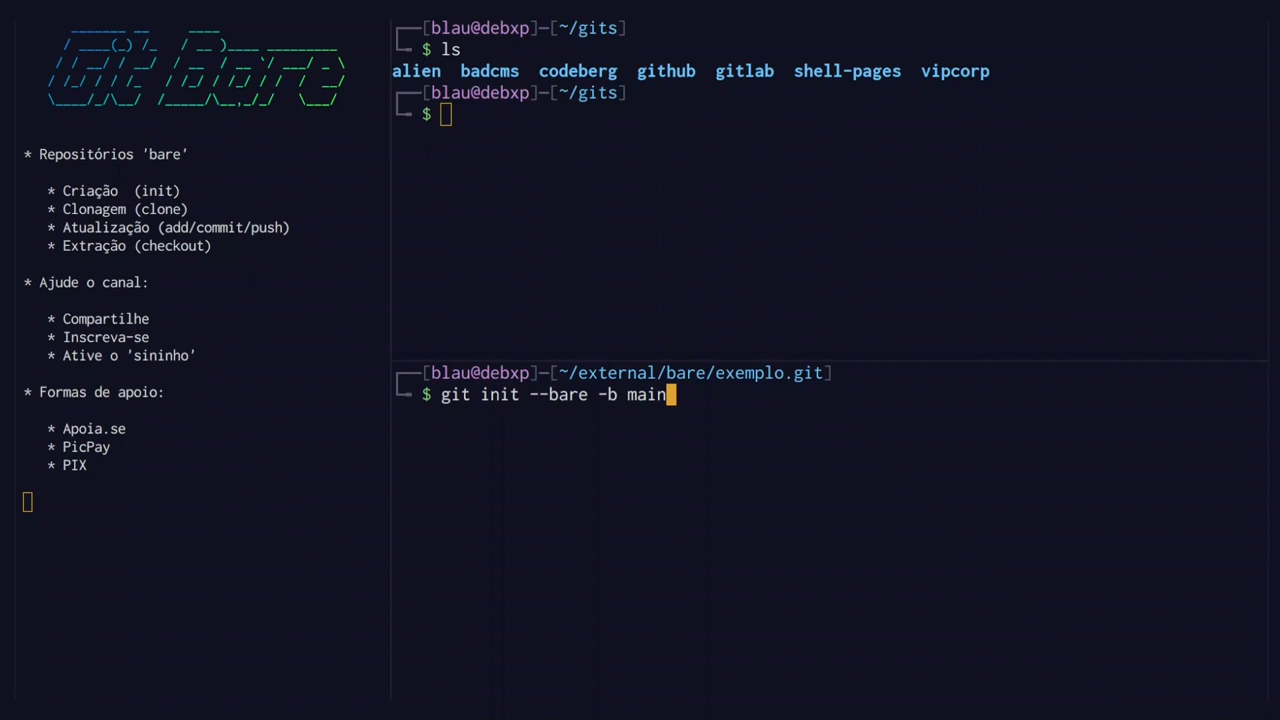 Git Bare
* Repositórios 'bare'
* Criação  (init)
* Clonagem (clone)
* Atualização (add/commit/push)
* Extração (checkout)
* Ajude o canal:
* Compartilhe
* Inscreva-se
* Ative o 'sininho'
* Formas de apoio:
* Apoia.se
* PicPay
* PIX
[blau@debxp]-[~/gits]
$ ls
alien  badcms  codeberg  github  gitlab  shell-pages  vipcorp
[blau@debxp]-[~/gits]
$
[blau@debxp]-[~/external/bare/exemplo.git]
$ git init --bare -b main